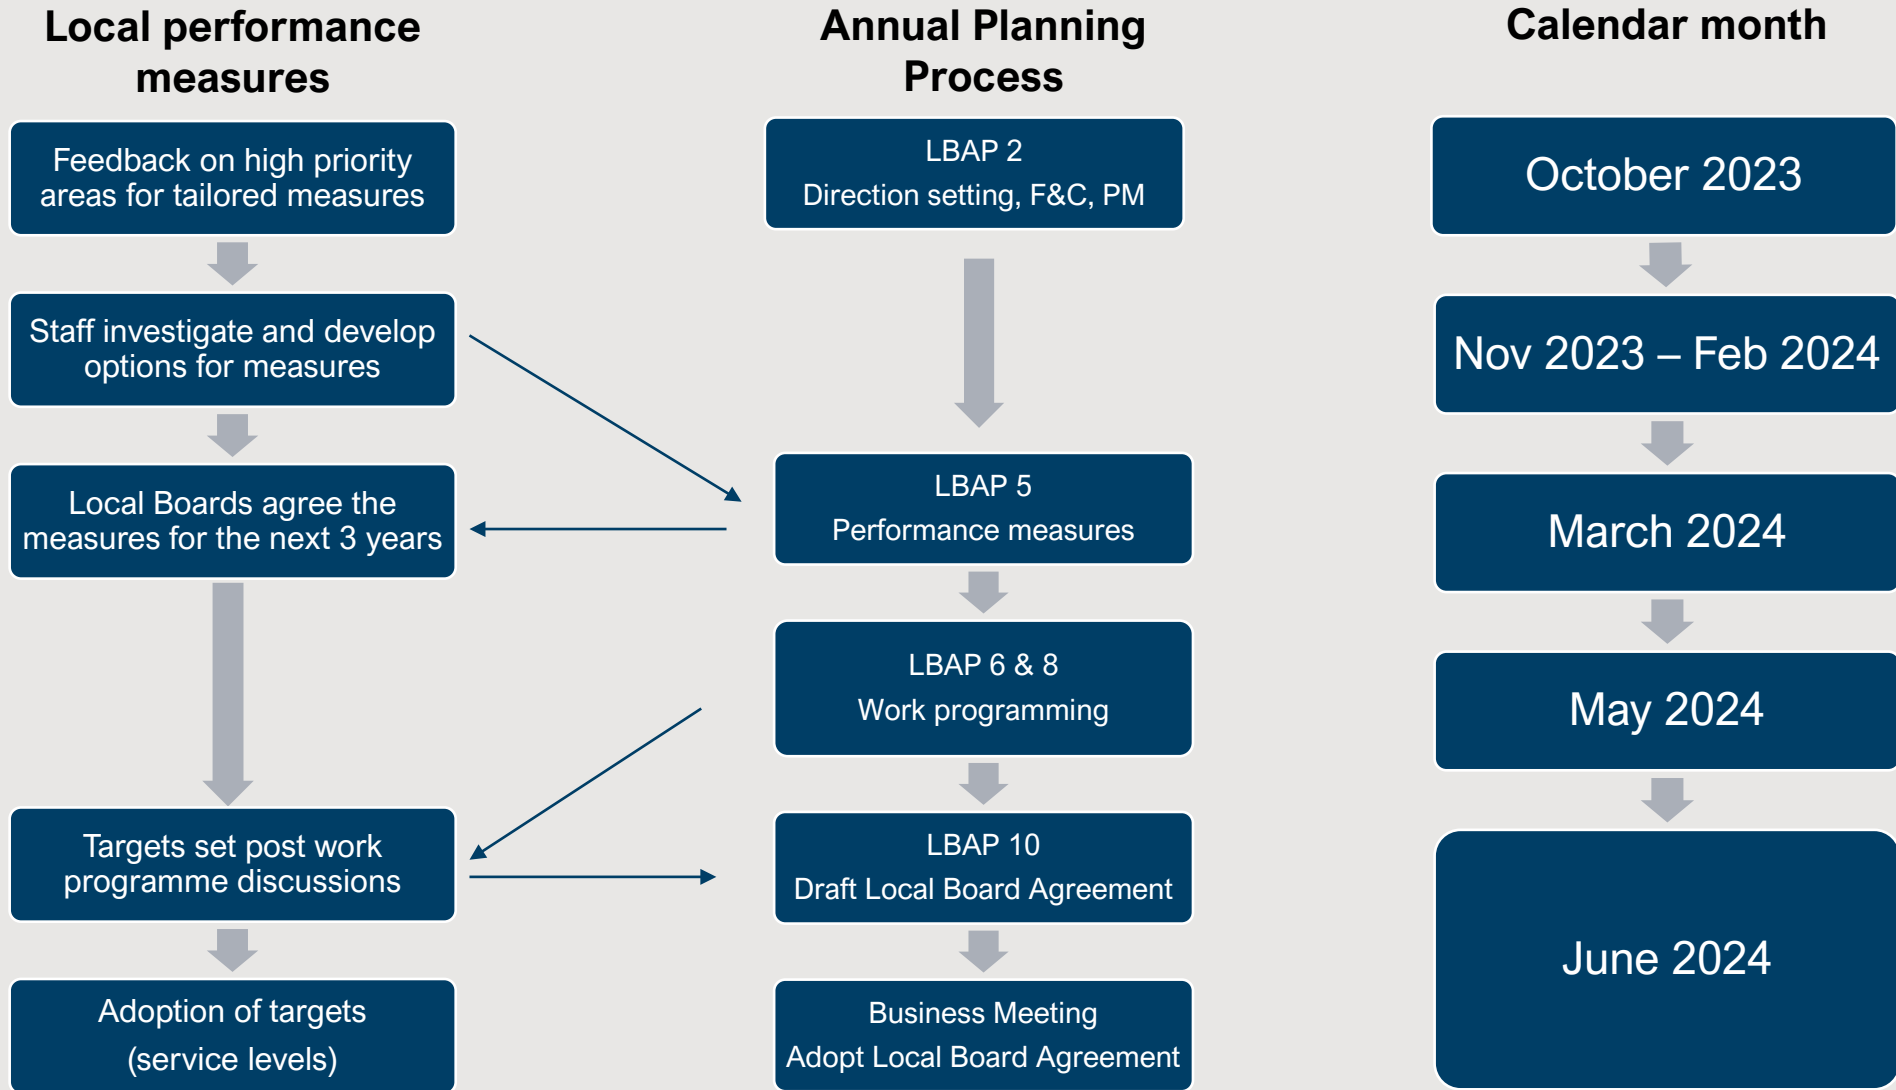 Local performance
measures
Feedback on high priority
areas for tailored measures
Staff investigate and develop
options for measures
Local Boards agree the
measures for the next 3 years
Targets set post work
programme discussions
Adoption of targets
(service levels)
Annual Planning
Process
LBAP 2
Direction setting, F&C, PM
LBAP 5
Performance measures
LBAP 6 & 8
Work programming
LBAP 10
Draft Local Board Agreement
Business Meeting
Adopt Local Board Agreement
Calendar month
October 2023
Nov 2023 – Feb 2024
March 2024
May 2024
June 2024